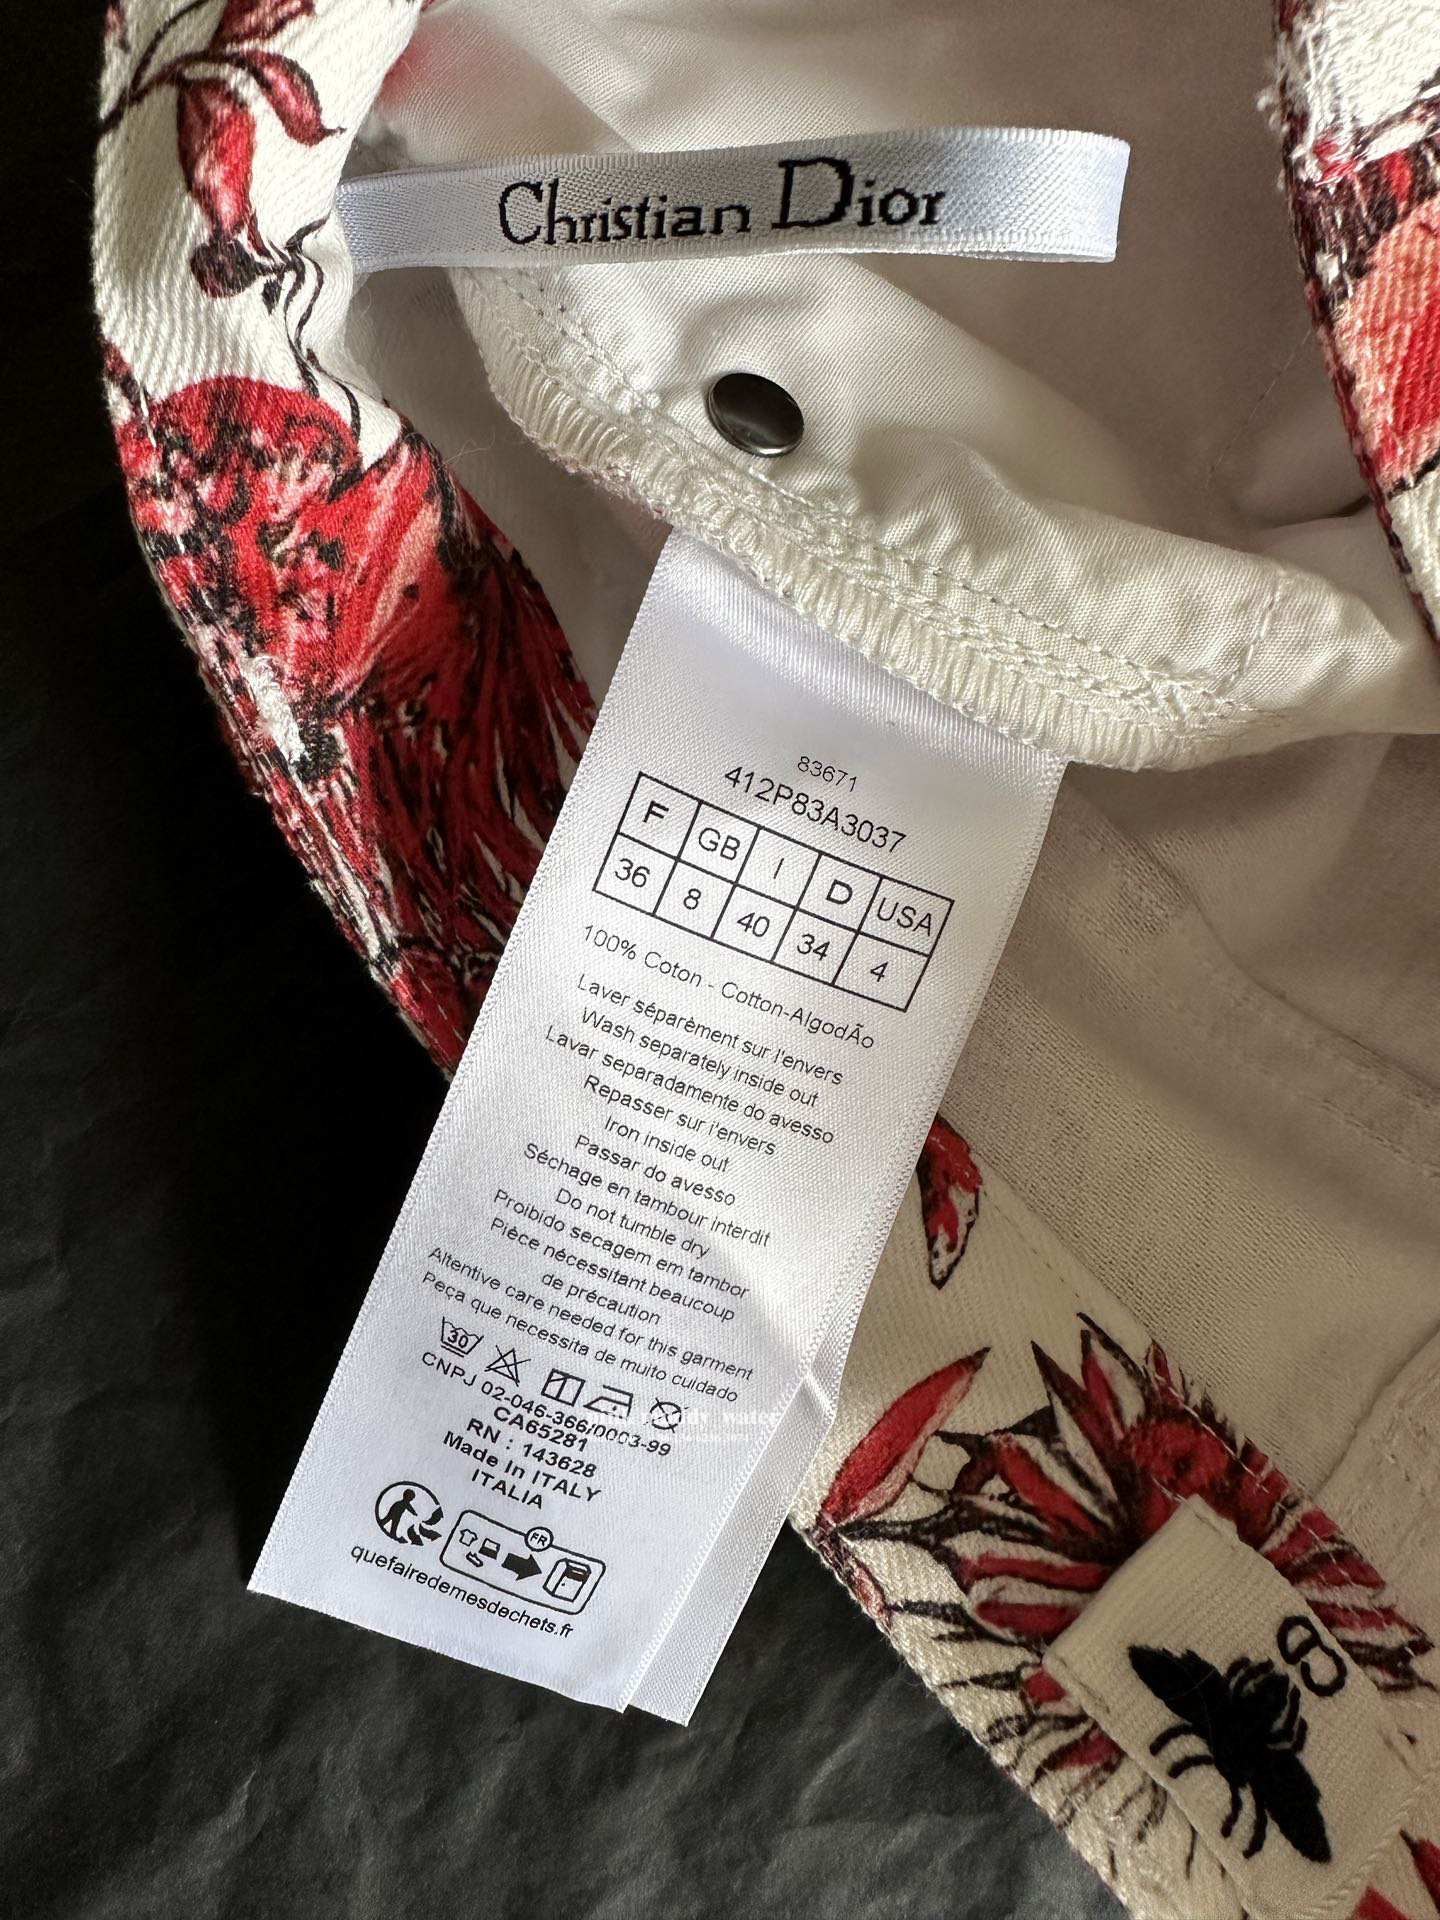 Christian Dior
83671
412P83A3037
F GB I D USA
36 8 40 34 4
100% Coton - Cotton-AlgodÃo
Laver séparèment sur l'envers
Wash separately inside out
Lavar separadamente do avesso
Repasser sur l'envers
Iron inside out
Passar do avesso
Séchage en tambour interdit
Do not tumble dry
Proibido secagem em tambor
Pièce nécessitant beaucoup
de précaution
Altentive care needed for this garment
Peça que necessita de muito cuidado
30
CNPJ 02-046-366/0003-99
CA65281
RN : 143628
Made In ITALY
ITALIA
FR
quefairedemesdechets.fr